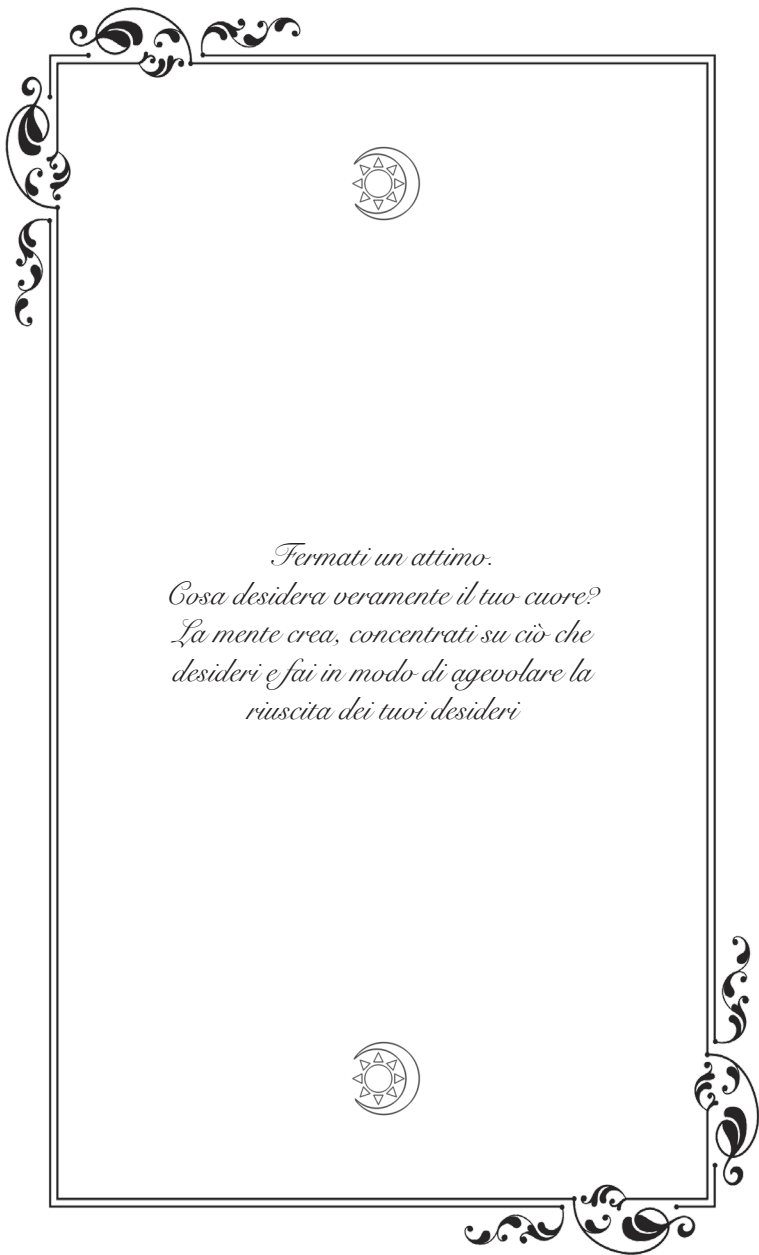 Fermati un attimo.
Cosa desidera veramente il tuo cuore?
La mente crea, concentrati su ciò che
desideri e fai in modo di agevolare la
riuscita dei tuoi desideri